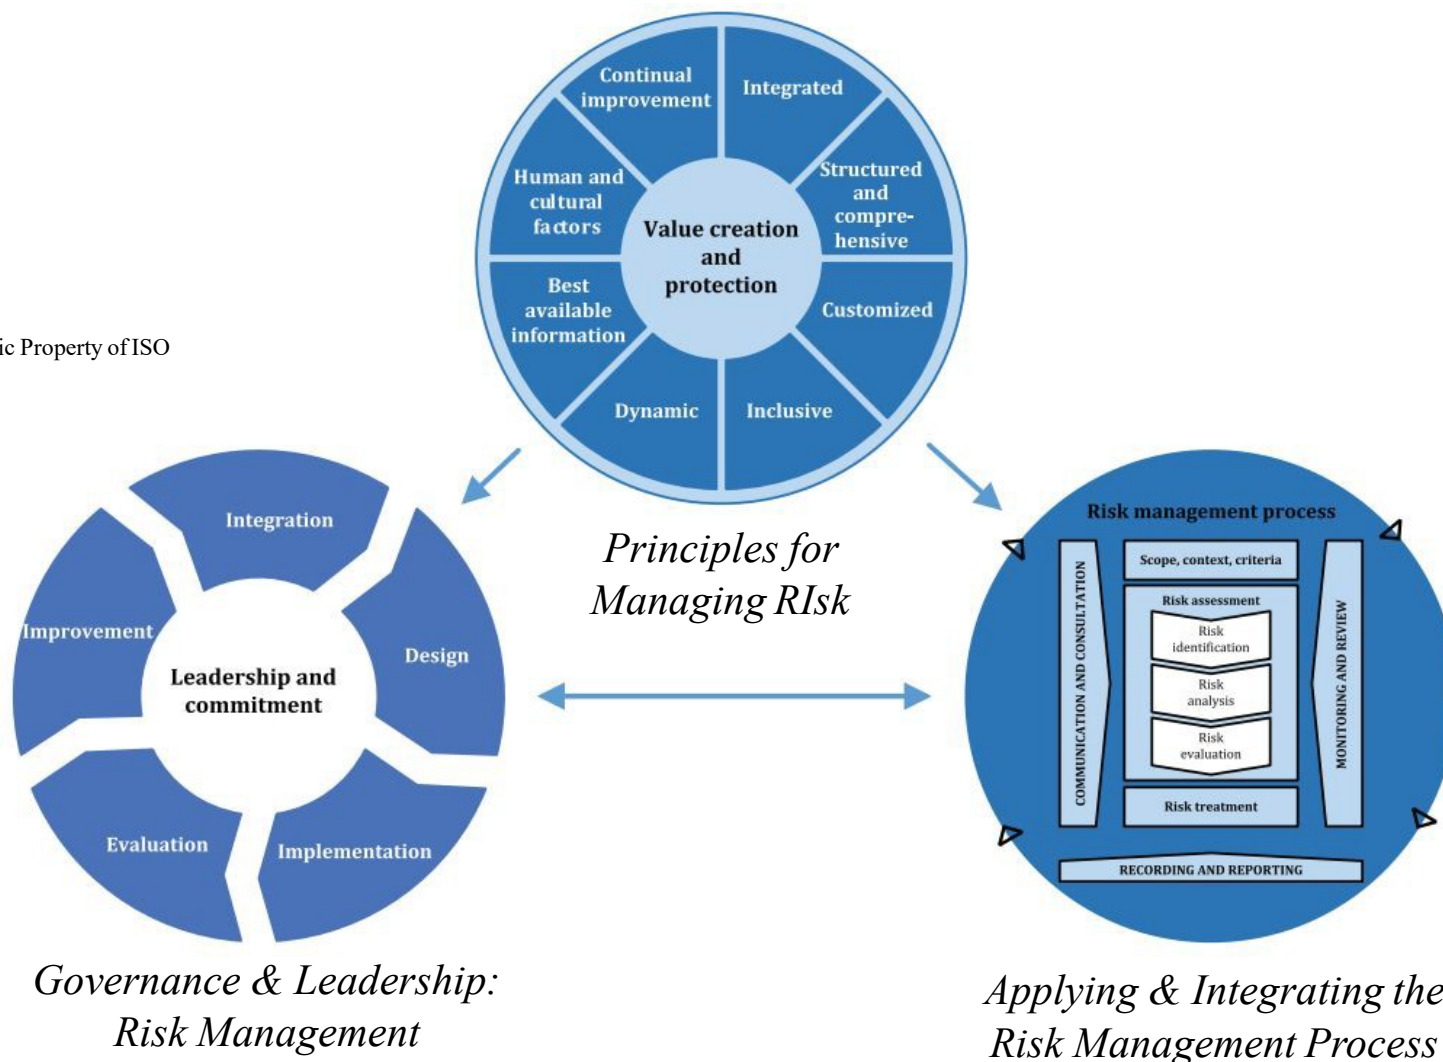 Continual
improvement
Integrated
Human and
cultural
factors
Structured
and
compre-
hensive
Value creation
and
protection
Best
available
information
Customized
Dynamic
Inclusive
ic Property of ISO
Principles for
Managing RIsk
Integration
Improvement
Design
Leadership and
commitment
Evaluation
Implementation
Governance & Leadership:
Risk Management
Risk management process
Scope, context, criteria
Risk assessment
Risk
identification
Risk
analysis
Risk
evaluation
Risk treatment
COMMUNICATION AND CONSULTATION
MONITORING AND REVIEW
RECORDING AND REPORTING
Applying & Integrating the
Risk Management Process